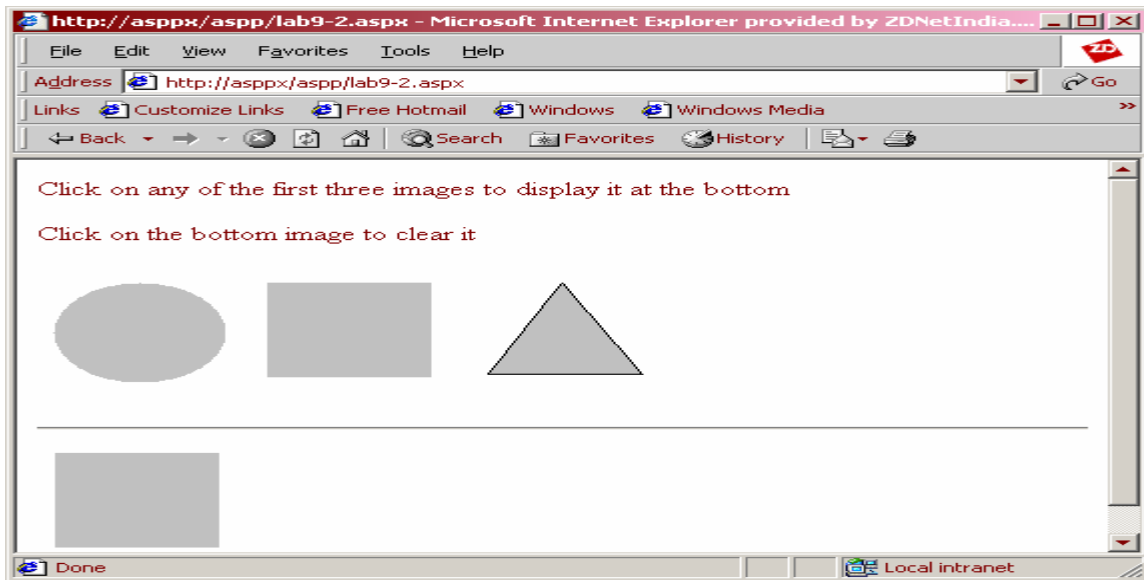 http://asppx/aspp/lab9-2.aspx - Microsoft Internet Explorer provided by ZDNetIndia....
File Edit View Favorites Tools Help
ZD
Address http://asppx/aspp/lab9-2.aspx Go
Links Customize Links Free Hotmail Windows Windows Media »
Back Search Favorites History
Click on any of the first three images to display it at the bottom
Click on the bottom image to clear it
Done Local intranet